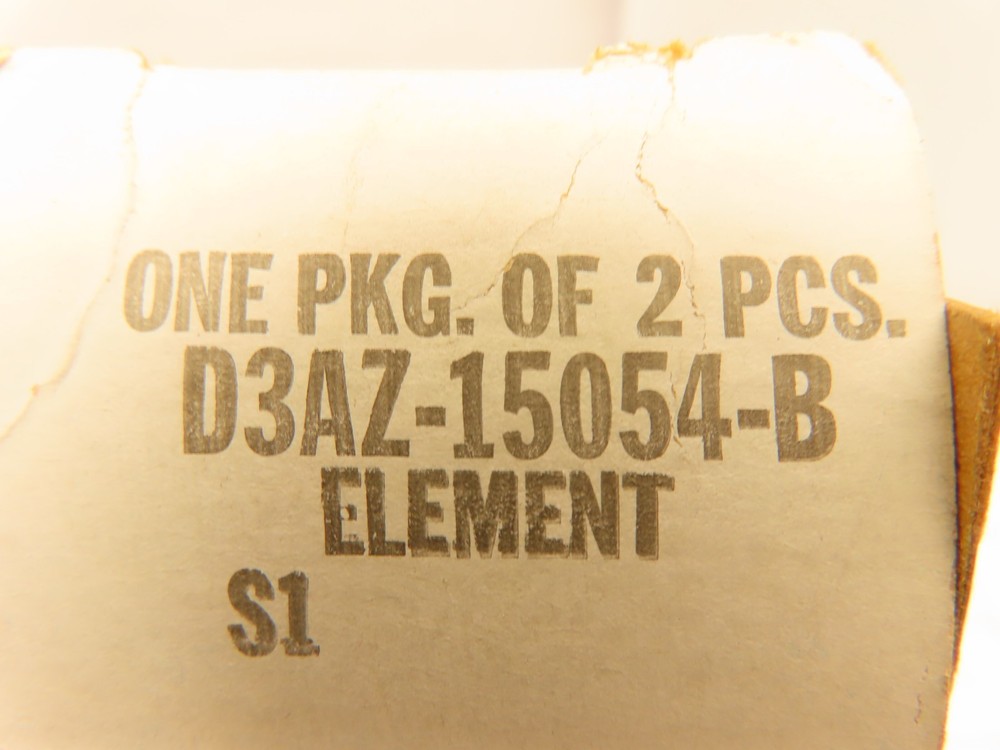 ONE PKG. OF 2 PCS.
D3AZ-15054-B
ELEMENT
S1